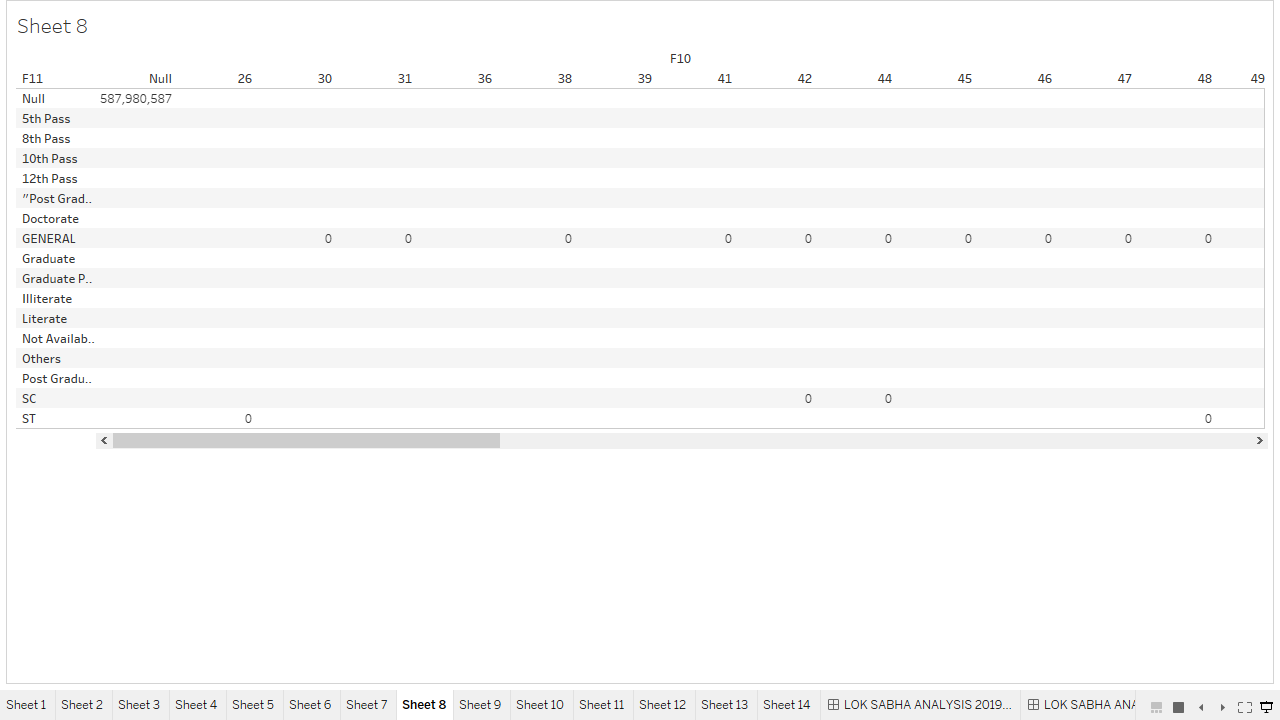 Sheet 8
F10
F11 Null 26 30 31 36 38 39 41 42 44 45 46 47 48 49
Null 587,980,587
5th Pass
8th Pass
10th Pass
12th Pass
"Post Grad..
Doctorate
GENERAL 0 0 0 0 0 0 0 0 0 0
Graduate
Graduate P..
Illiterate
Literate
Not Availab..
Others
Post Gradu..
SC 0 0
ST 0 0
Sheet 1 Sheet 2 Sheet 3 Sheet 4 Sheet 5 Sheet 6 Sheet 7 Sheet 8 Sheet 9 Sheet 10 Sheet 11 Sheet 12 Sheet 13 Sheet 14 LOK SABHA ANALYSIS 2019... LOK SABHA ANA